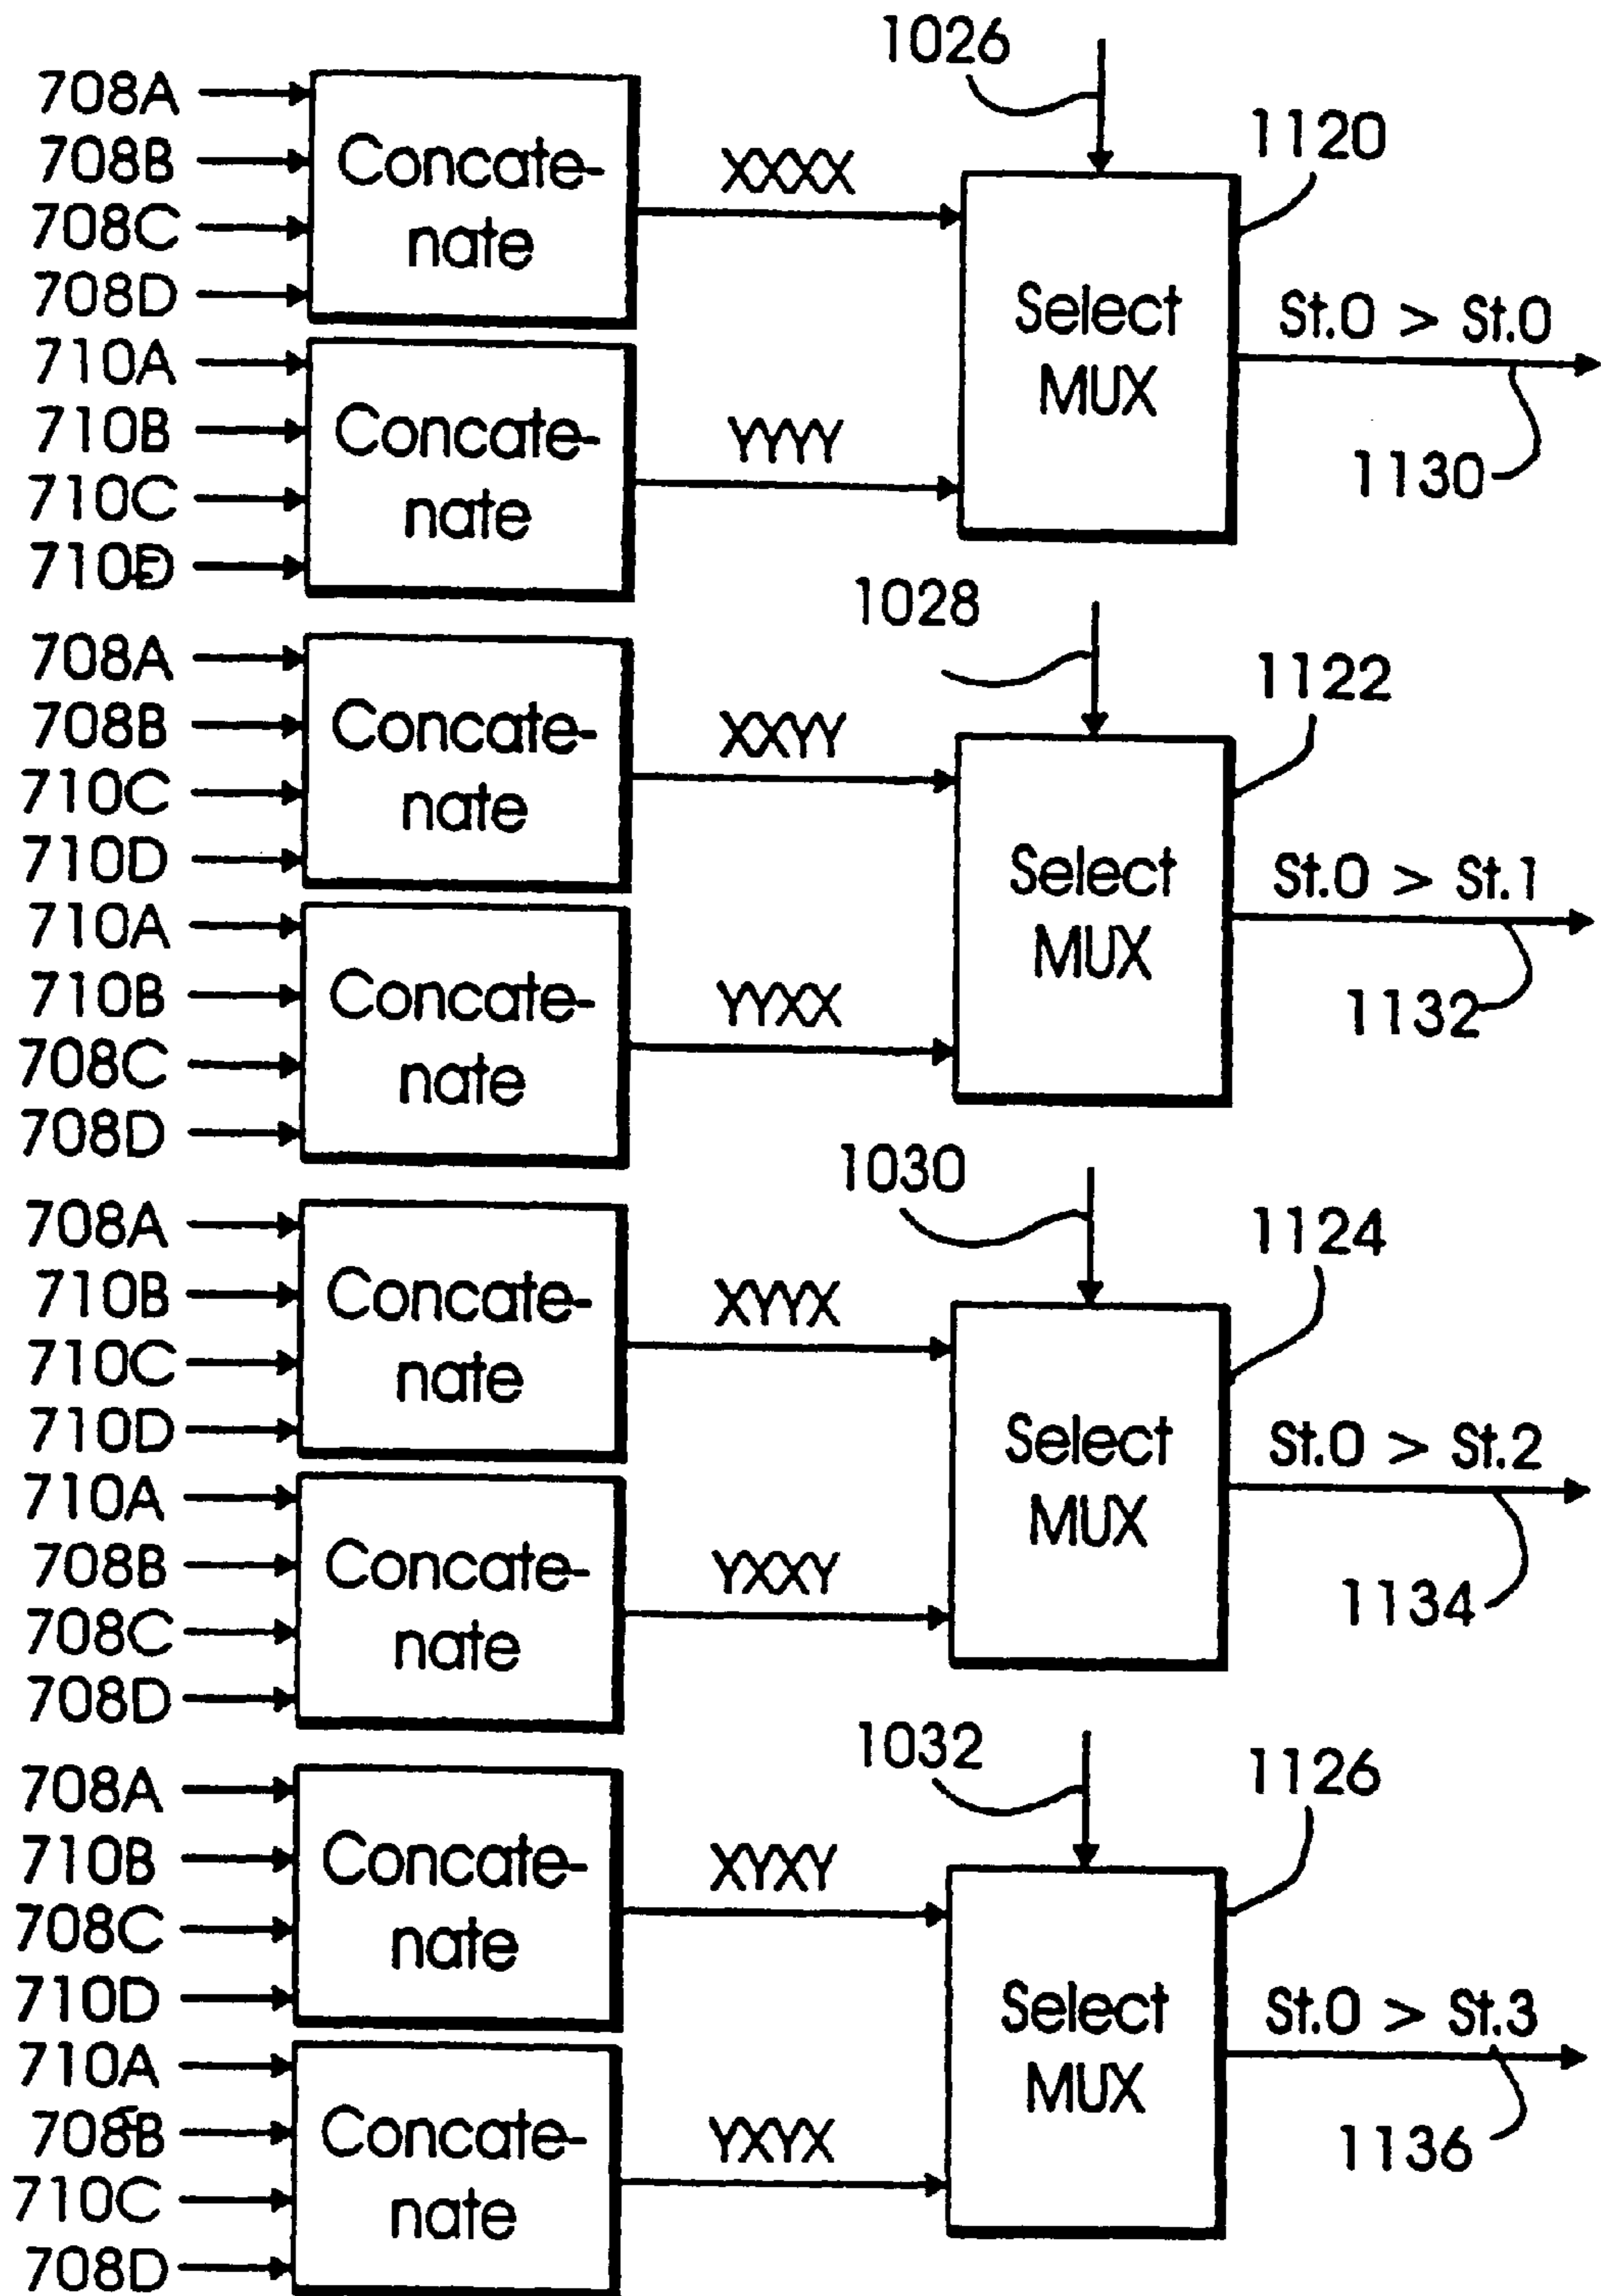 1026
708A
708B
708C
708D
Concate-
nate
XXXX
1120
Select
MUX
St.0 > St.0
1130
710A
710B
710C
710D
Concate-
nate
YYYY
1028
708A
708B
710C
710D
Concate-
nate
XXYY
1122
Select
MUX
St.0 > St.1
1132
710A
710B
708C
708D
Concate-
nate
YYXX
1030
708A
710B
710C
710D
Concate-
nate
XYYX
1124
Select
MUX
St.0 > St.2
1134
710A
708B
708C
708D
Concate-
nate
YXXY
1032
708A
710B
708C
710D
Concate-
nate
XYXY
1126
Select
MUX
St.0 > St.3
1136
710A
708B
710C
708D
Concate-
nate
YXYX